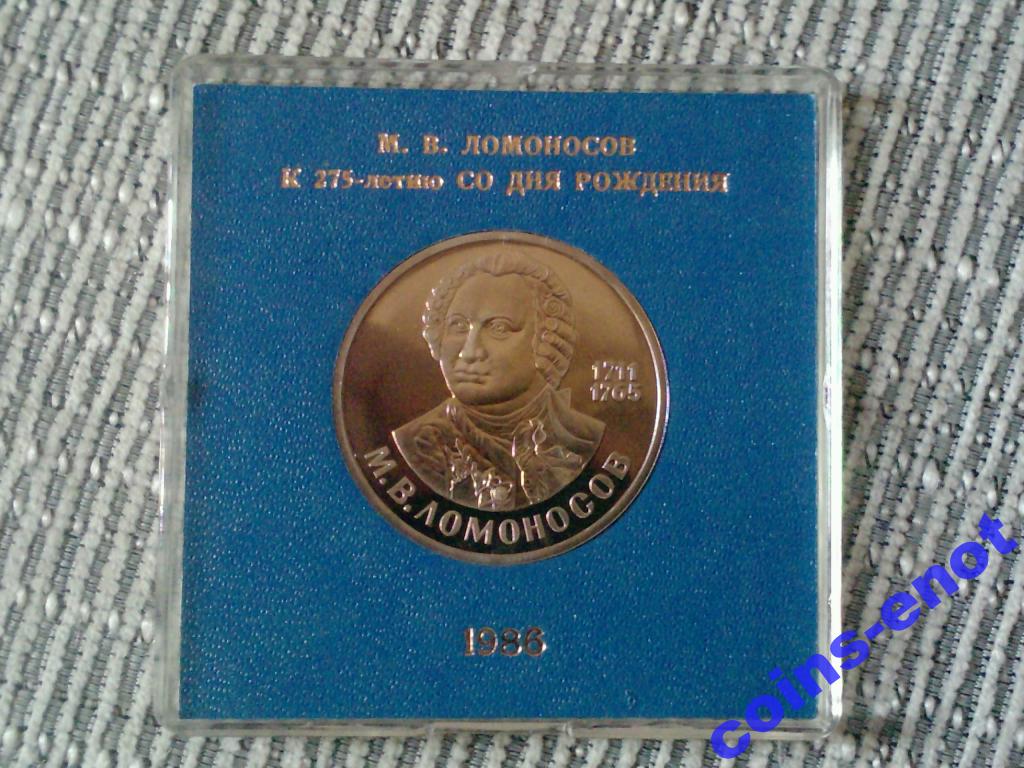 М. В. ЛОМОНОСОВ
К 275-летию СО ДНЯ РОЖДЕНИЯ
1711
1765
М.В.ЛОМОНОСОВ
1986
coins-enot